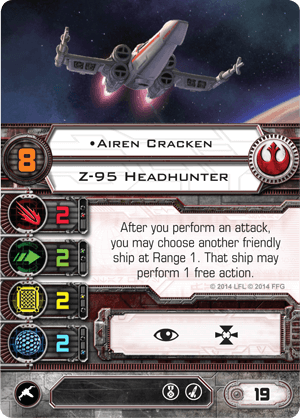 •Airen Cracken
8
Z-95 Headhunter
2
2
2
2
After you perform an attack,
you may choose another friendly
ship at Range 1. That ship may
perform 1 free action.
© 2014 LFL © 2014 FFG
19